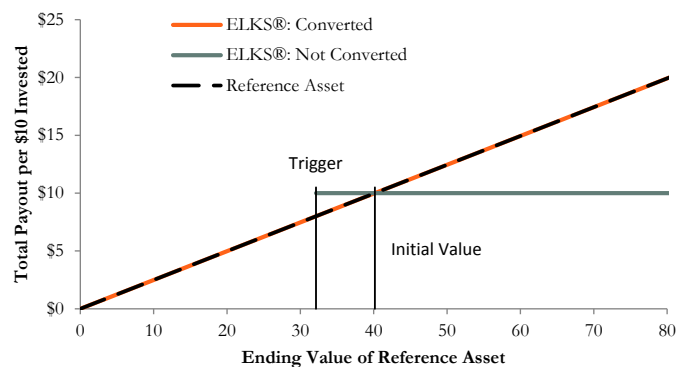 $25
$20
$15
$10
$5
$0
Total Payout per $10 Invested
ELKS®: Converted
ELKS®: Not Converted
Reference Asset
Trigger
Initial Value
0 10 20 30 40 50 60 70 80
Ending Value of Reference Asset